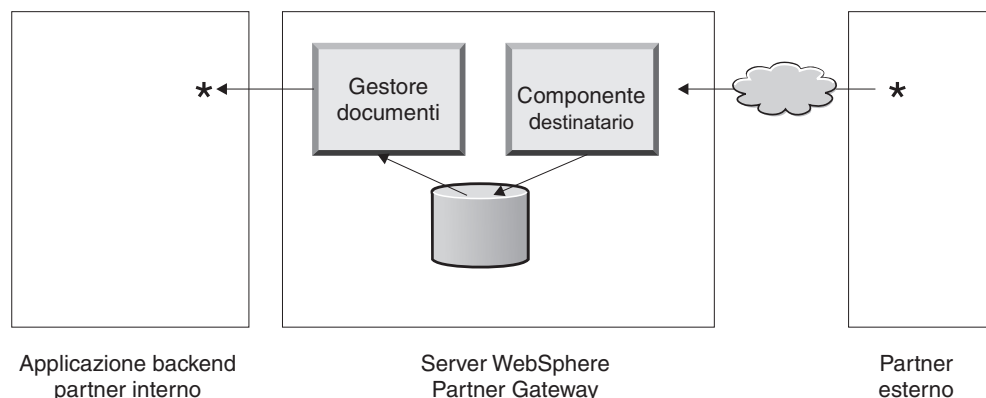 Gestore
documenti
Componente
destinatario
*
*
Applicazione backend
partner interno
Server WebSphere
Partner Gateway
Partner
esterno